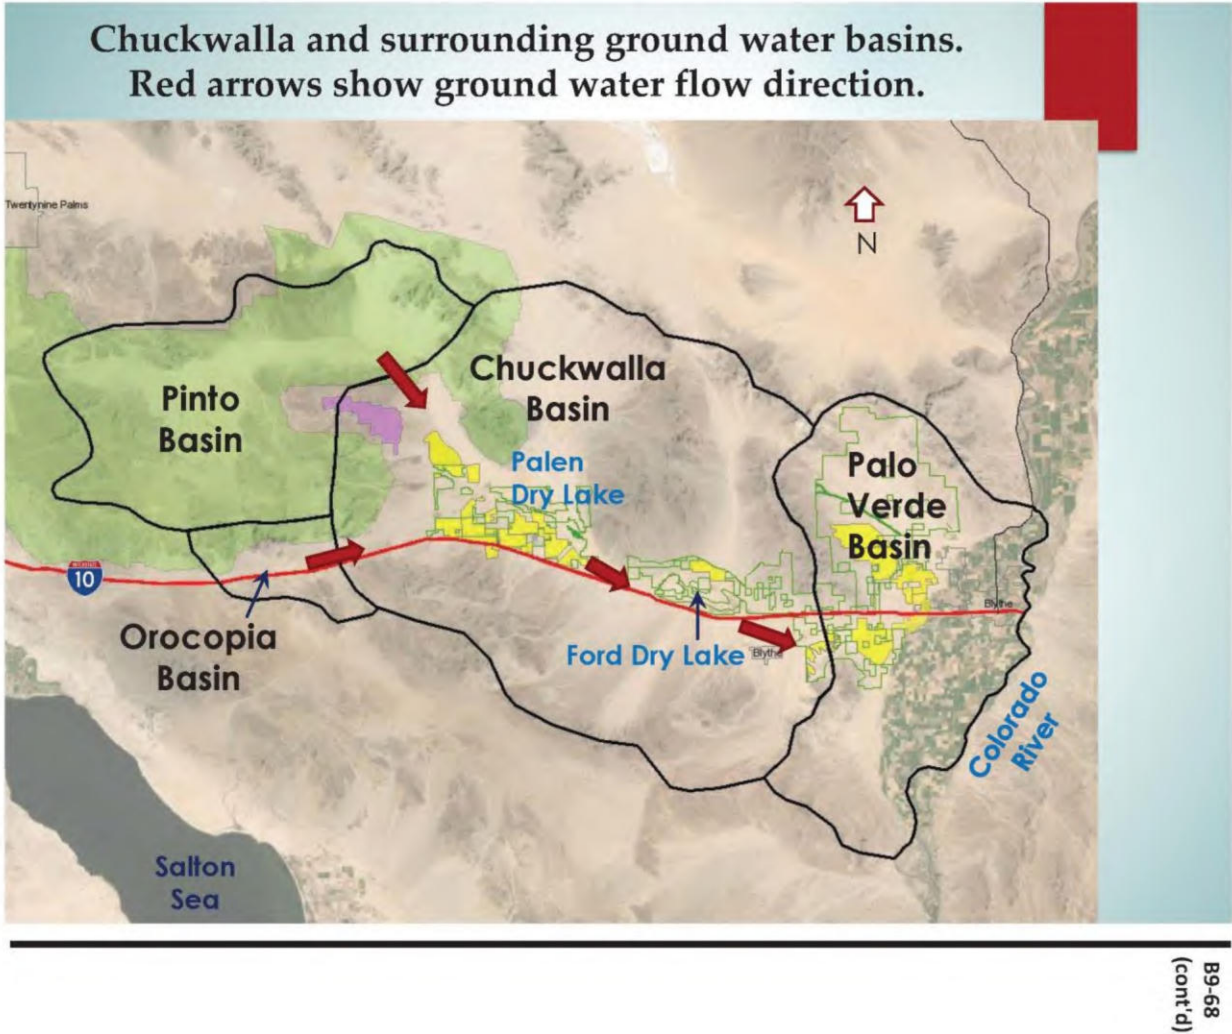 Chuckwalla and surrounding ground water basins.
Red arrows show ground water flow direction.
Twentynine Palms
N
Chuckwalla
Basin
Pinto
Basin
Palen
Dry Lake
Palo
Verde
Basin
10
Orocopia
Basin
Ford Dry Lake
Blythe
Blythe
Colorado
River
Salton
Sea
B9-68
(cont'd)